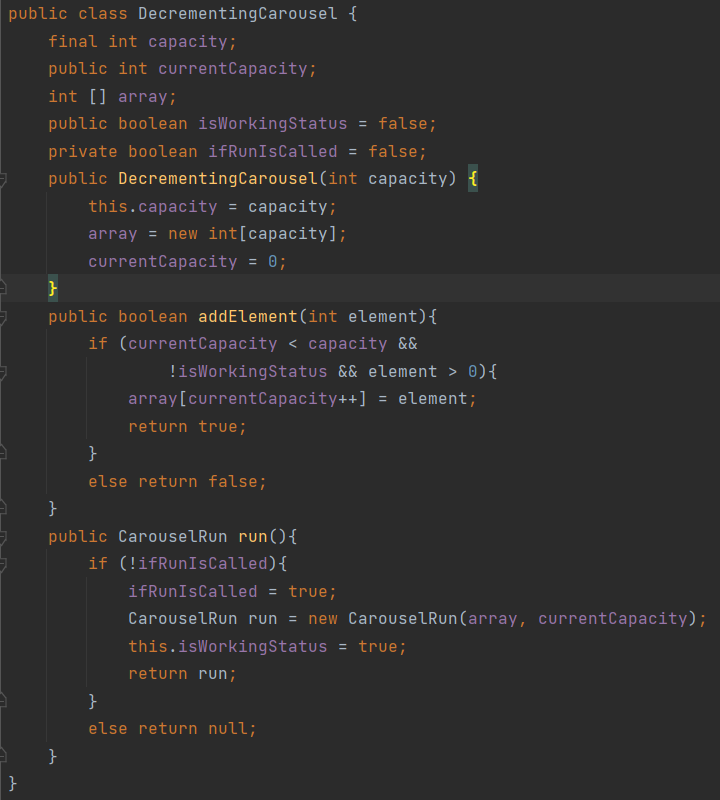 public class DecrementingCarousel {
    final int capacity;
    public int currentCapacity;
    int [] array;
    public boolean isWorkingStatus = false;
    private boolean ifRunIsCalled = false;
    public DecrementingCarousel(int capacity) {
        this.capacity = capacity;
        array = new int[capacity];
        currentCapacity = 0;
    }
    public boolean addElement(int element){
        if (currentCapacity < capacity &&
                !isWorkingStatus && element > 0){
            array[currentCapacity++] = element;
            return true;
        }
        else return false;
    }
    public CarouselRun run(){
        if (!ifRunIsCalled){
            ifRunIsCalled = true;
            CarouselRun run = new CarouselRun(array, currentCapacity);
            this.isWorkingStatus = true;
            return run;
        }
        else return null;
    }
}